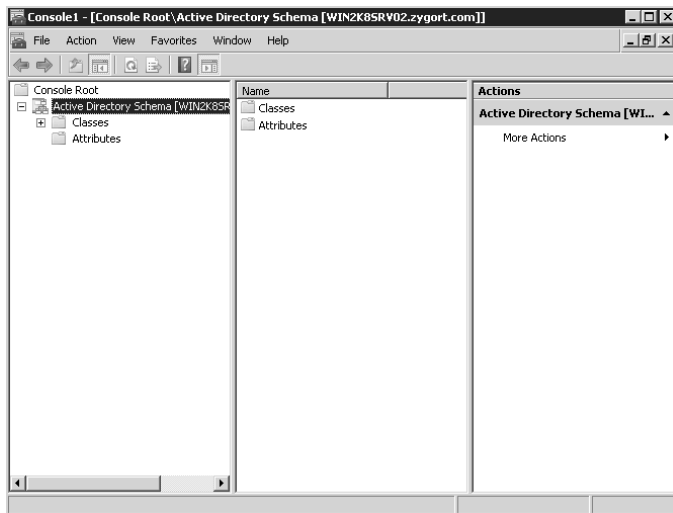 Console1 - [Console Root\Active Directory Schema [WIN2K8SRV02.zygort.com]]
File Action View Favorites Window Help
Console Root
Active Directory Schema [WIN2K8SR
Classes
Attributes
Name
Classes
Attributes
Actions
Active Directory Schema [WI...
More Actions